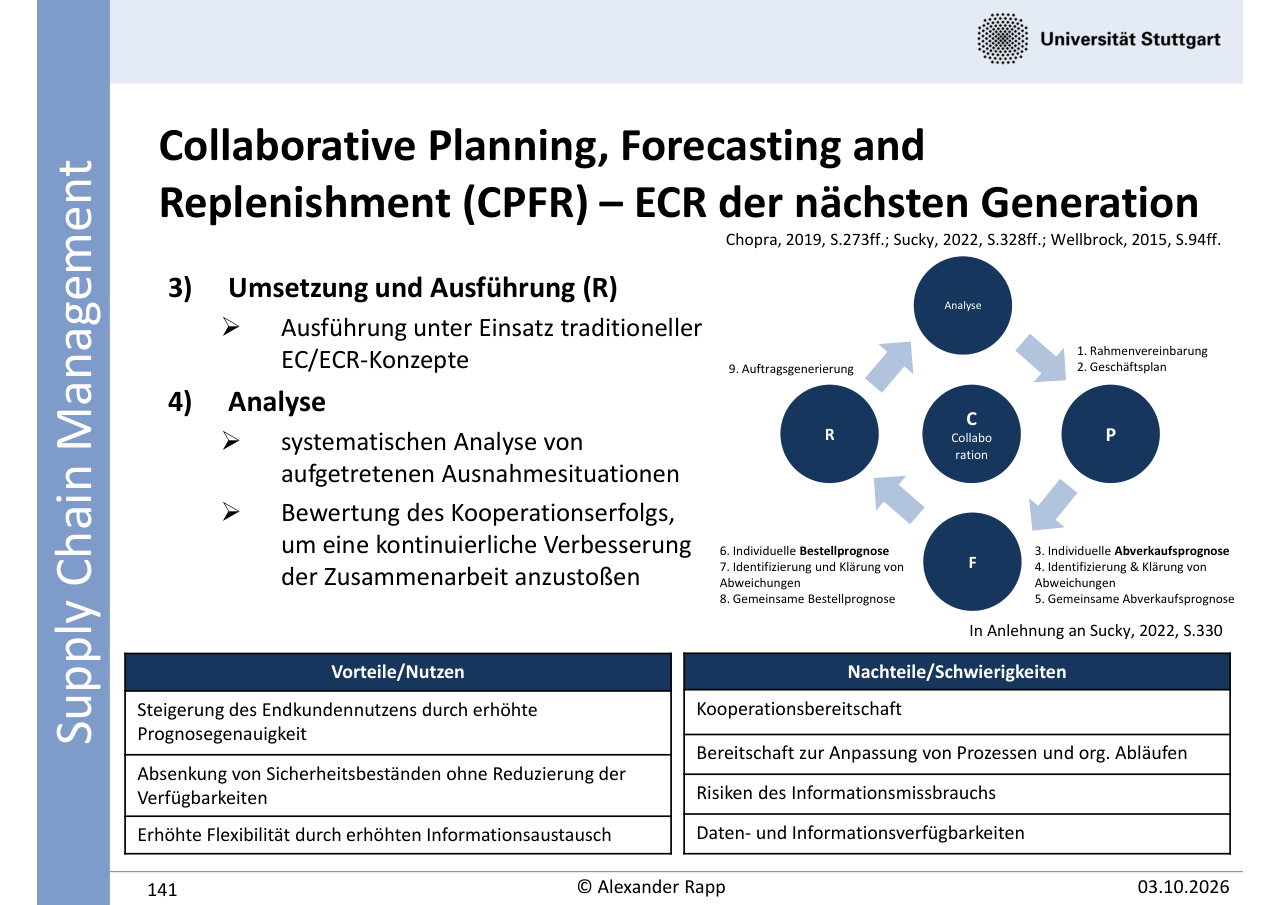 Universität Stuttgart
Supply Chain Management
Collaborative Planning, Forecasting and
Replenishment (CPFR) – ECR der nächsten Generation
Chopra, 2019, S.273ff.; Sucky, 2022, S.328ff.; Wellbrock, 2015, S.94ff.
3) Umsetzung und Ausführung (R)
Ausführung unter Einsatz traditioneller
EC/ECR-Konzepte
4) Analyse
systematischen Analyse von
aufgetretenen Ausnahmesituationen
Bewertung des Kooperationserfolgs,
um eine kontinuierliche Verbesserung
der Zusammenarbeit anzustoßen
Analyse
1. Rahmenvereinbarung
2. Geschäftsplan
9. Auftragsgenerierung
R
C
Collabo
ration
P
F
6. Individuelle Bestellprognose
7. Identifizierung und Klärung von
Abweichungen
8. Gemeinsame Bestellprognose
3. Individuelle Abverkaufsprognose
4. Identifizierung & Klärung von
Abweichungen
5. Gemeinsame Abverkaufsprognose
In Anlehnung an Sucky, 2022, S.330
Vorteile/Nutzen
Steigerung des Endkundennutzens durch erhöhte
Prognosegenauigkeit
Absenkung von Sicherheitsbeständen ohne Reduzierung der
Verfügbarkeiten
Erhöhte Flexibilität durch erhöhten Informationsaustausch
Nachteile/Schwierigkeiten
Kooperationsbereitschaft
Bereitschaft zur Anpassung von Prozessen und org. Abläufen
Risiken des Informationsmissbrauchs
Daten- und Informationsverfügbarkeiten
141
© Alexander Rapp
03.10.2026